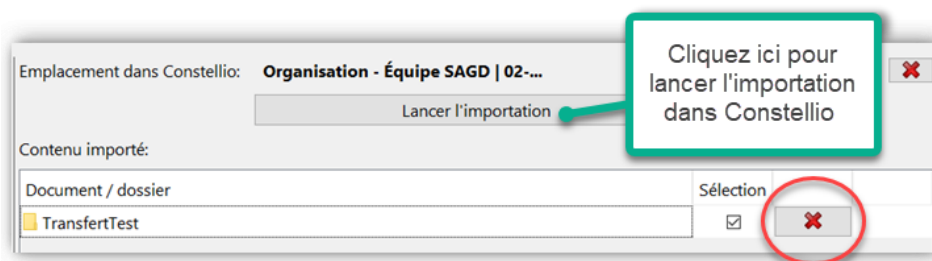 Emplacement dans Constellio: Organisation - Équipe SAGD | 02-...
Cliquez ici pour
lancer l'importation
dans Constellio
Lancer l'importation
Contenu importé:
Document / dossier Sélection
TransfertTest